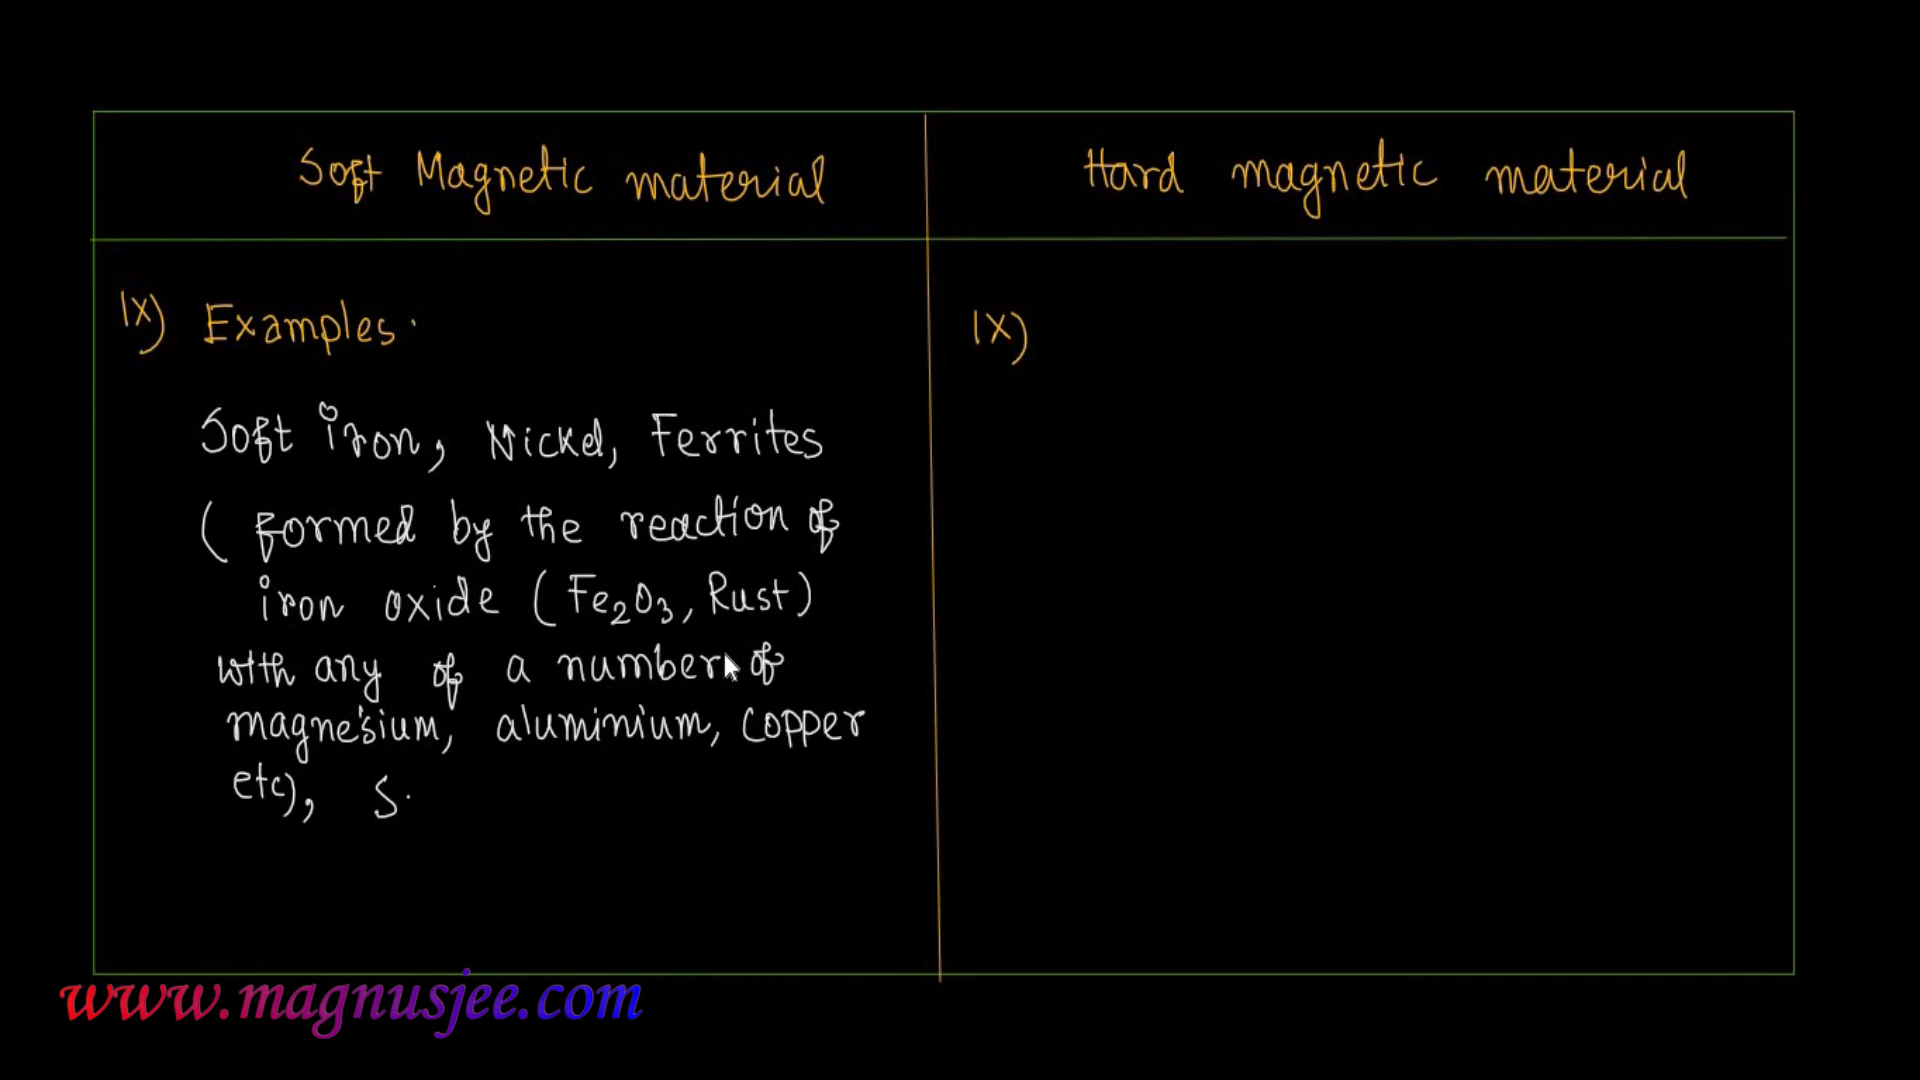 Soft Magnetic material
Hard magnetic material
IX) Examples.
IX)
Soft iron, Nickel, Ferrites
( formed by the reaction of
iron oxide ( Fe2O3, Rust)
with any of a number of
magnesium, aluminium, copper
etc), S.
www.magnusjee.com